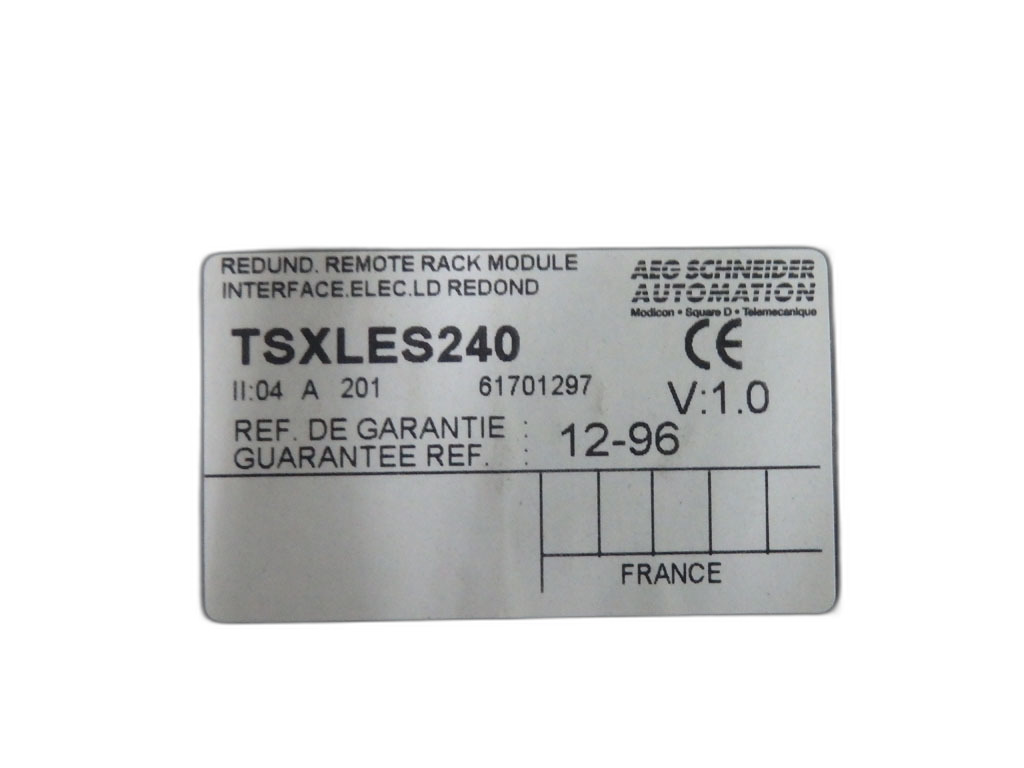 REDUND. REMOTE RACK MODULE
INTERFACE.ELEC.LD REDOND
AEG SCHNEIDER
AUTOMATION
Modicon • Square D • Telemecanique
TSXLES240
CE
II:04 A 201 61701297
V:1.0
REF. DE GARANTIE :
GUARANTEE REF. : 12-96
FRANCE